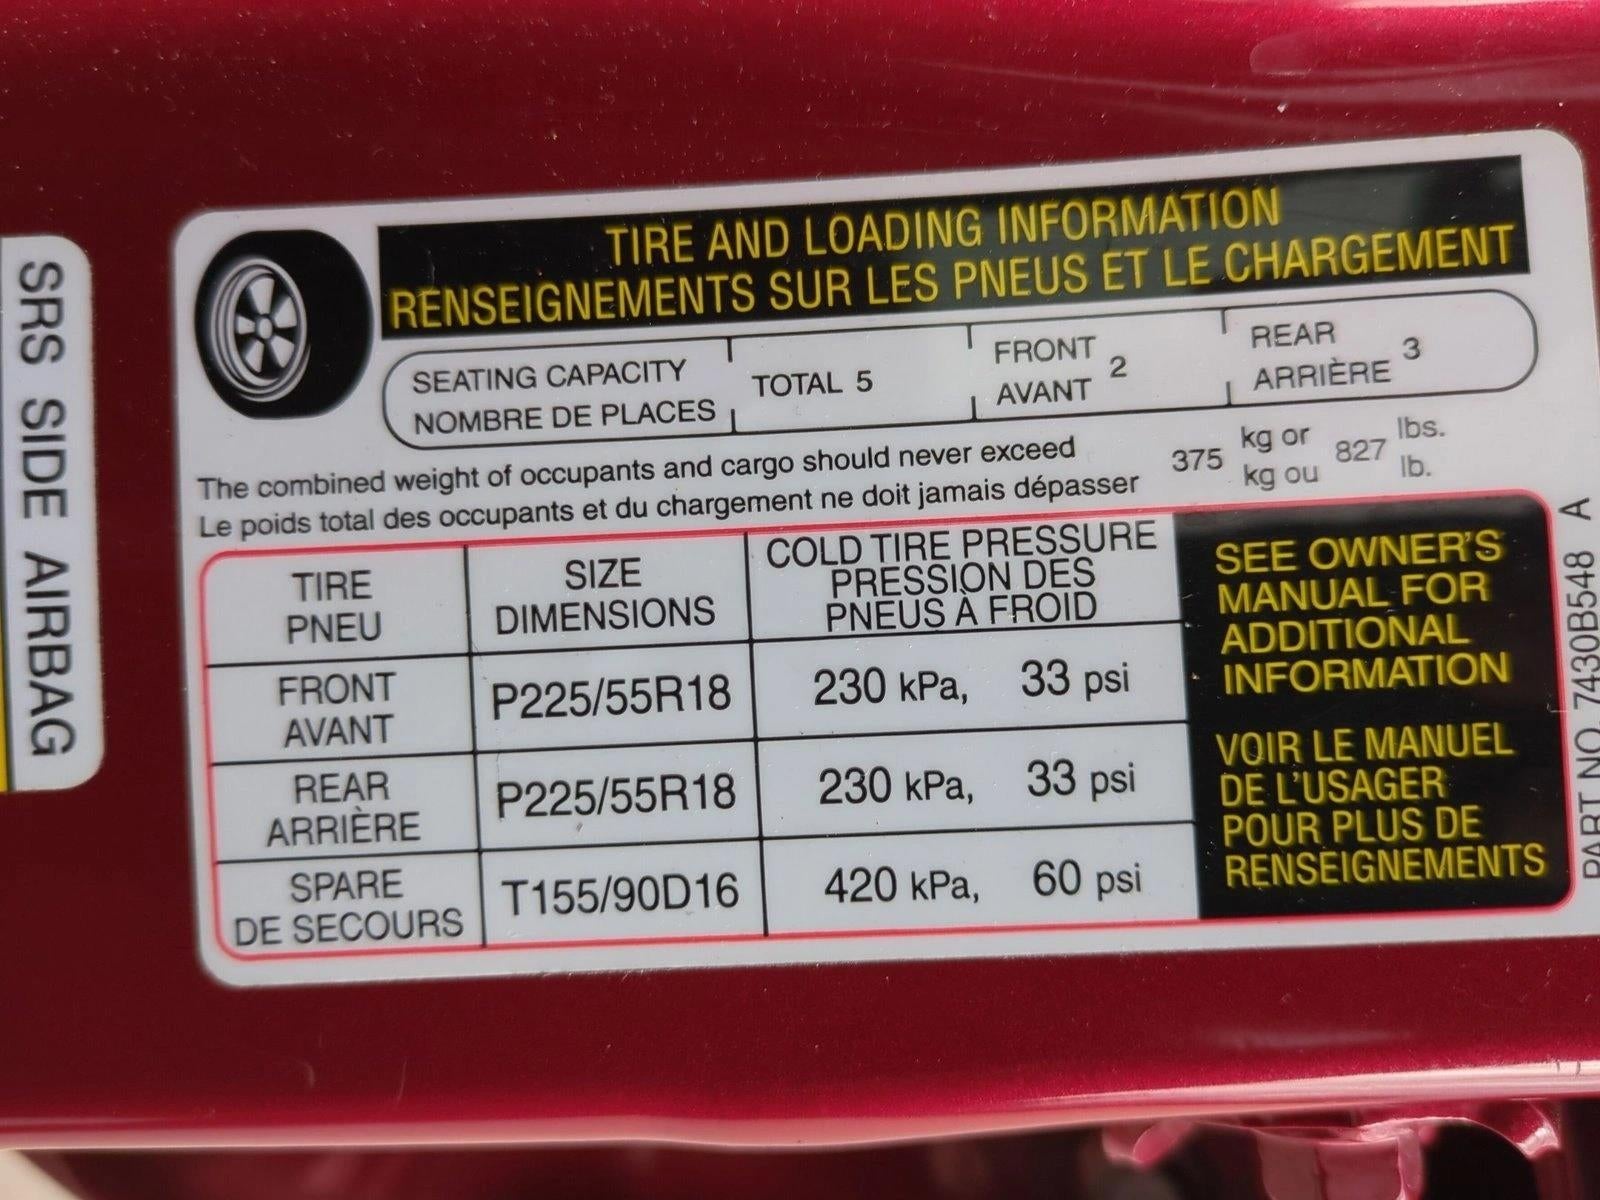 SRS SIDE AIRBAG
TIRE AND LOADING INFORMATION
RENSEIGNEMENTS SUR LES PNEUS ET LE CHARGEMENT
SEATING CAPACITY
NOMBRE DE PLACES
TOTAL 5
FRONT
AVANT 2
REAR
ARRIÈRE 3
The combined weight of occupants and cargo should never exceed 375 kg or 827 lbs.
Le poids total des occupants et du chargement ne doit jamais dépasser kg ou lb.
TIRE
PNEU
SIZE
DIMENSIONS
COLD TIRE PRESSURE
PRESSION DES
PNEUS À FROID
FRONT
AVANT
P225/55R18
230 kPa, 33 psi
REAR
ARRIÈRE
P225/55R18
230 kPa, 33 psi
SPARE
DE SECOURS
T155/90D16
420 kPa, 60 psi
SEE OWNER'S
MANUAL FOR
ADDITIONAL
INFORMATION
VOIR LE MANUEL
DE L'USAGER
POUR PLUS DE
RENSEIGNEMENTS
PART NO. 7430B548 A